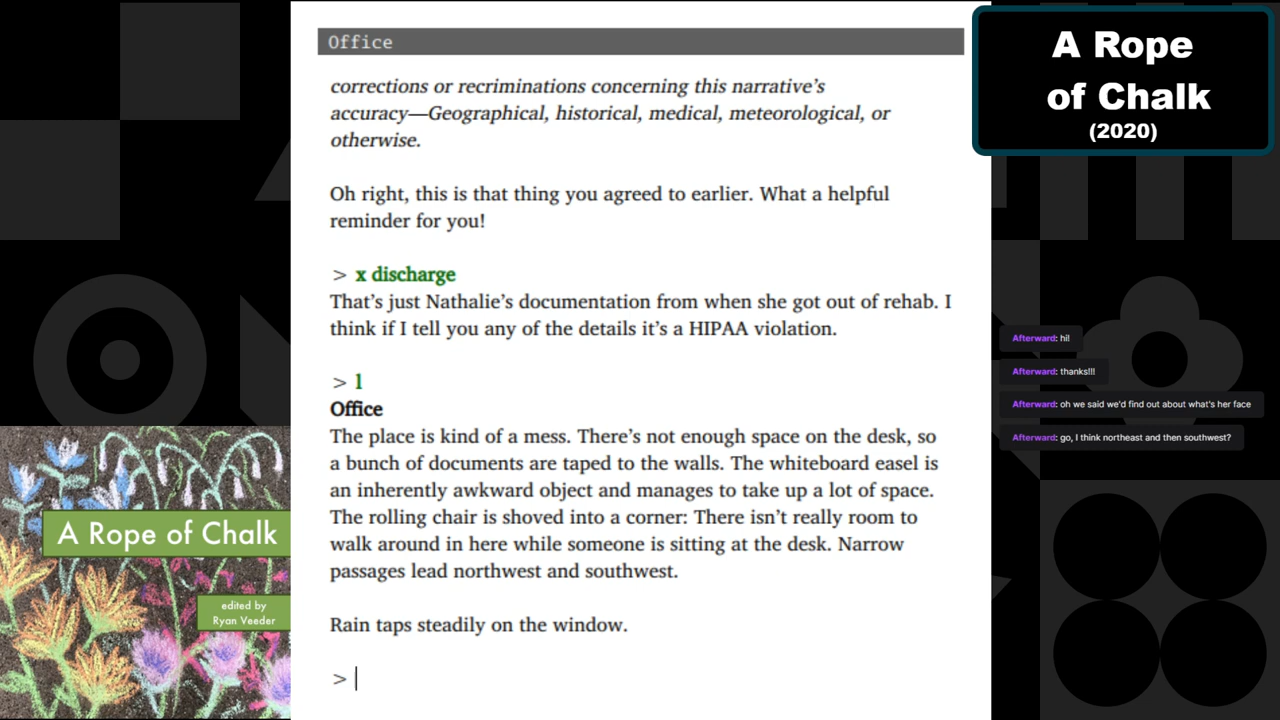 Office
corrections or recriminations concerning this narrative's
accuracy—Geographical, historical, medical, meteorological, or
otherwise.
Oh right, this is that thing you agreed to earlier. What a helpful
reminder for you!
> x discharge
That's just Nathalie's documentation from when she got out of rehab. I
think if I tell you any of the details it's a HIPAA violation.
> l
Office
The place is kind of a mess. There's not enough space on the desk, so
a bunch of documents are taped to the walls. The whiteboard easel is
an inherently awkward object and manages to take up a lot of space.
The rolling chair is shoved into a corner: There isn't really room to
walk around in here while someone is sitting at the desk. Narrow
passages lead northwest and southwest.
Rain taps steadily on the window.
>
A Rope
of Chalk
(2020)
Afterward: hi!
Afterward: thanks!!!
Afterward: oh we said we'd find out about what's her face
Afterward: go, I think northeast and then southwest?
A Rope of Chalk
edited by
Ryan Veeder